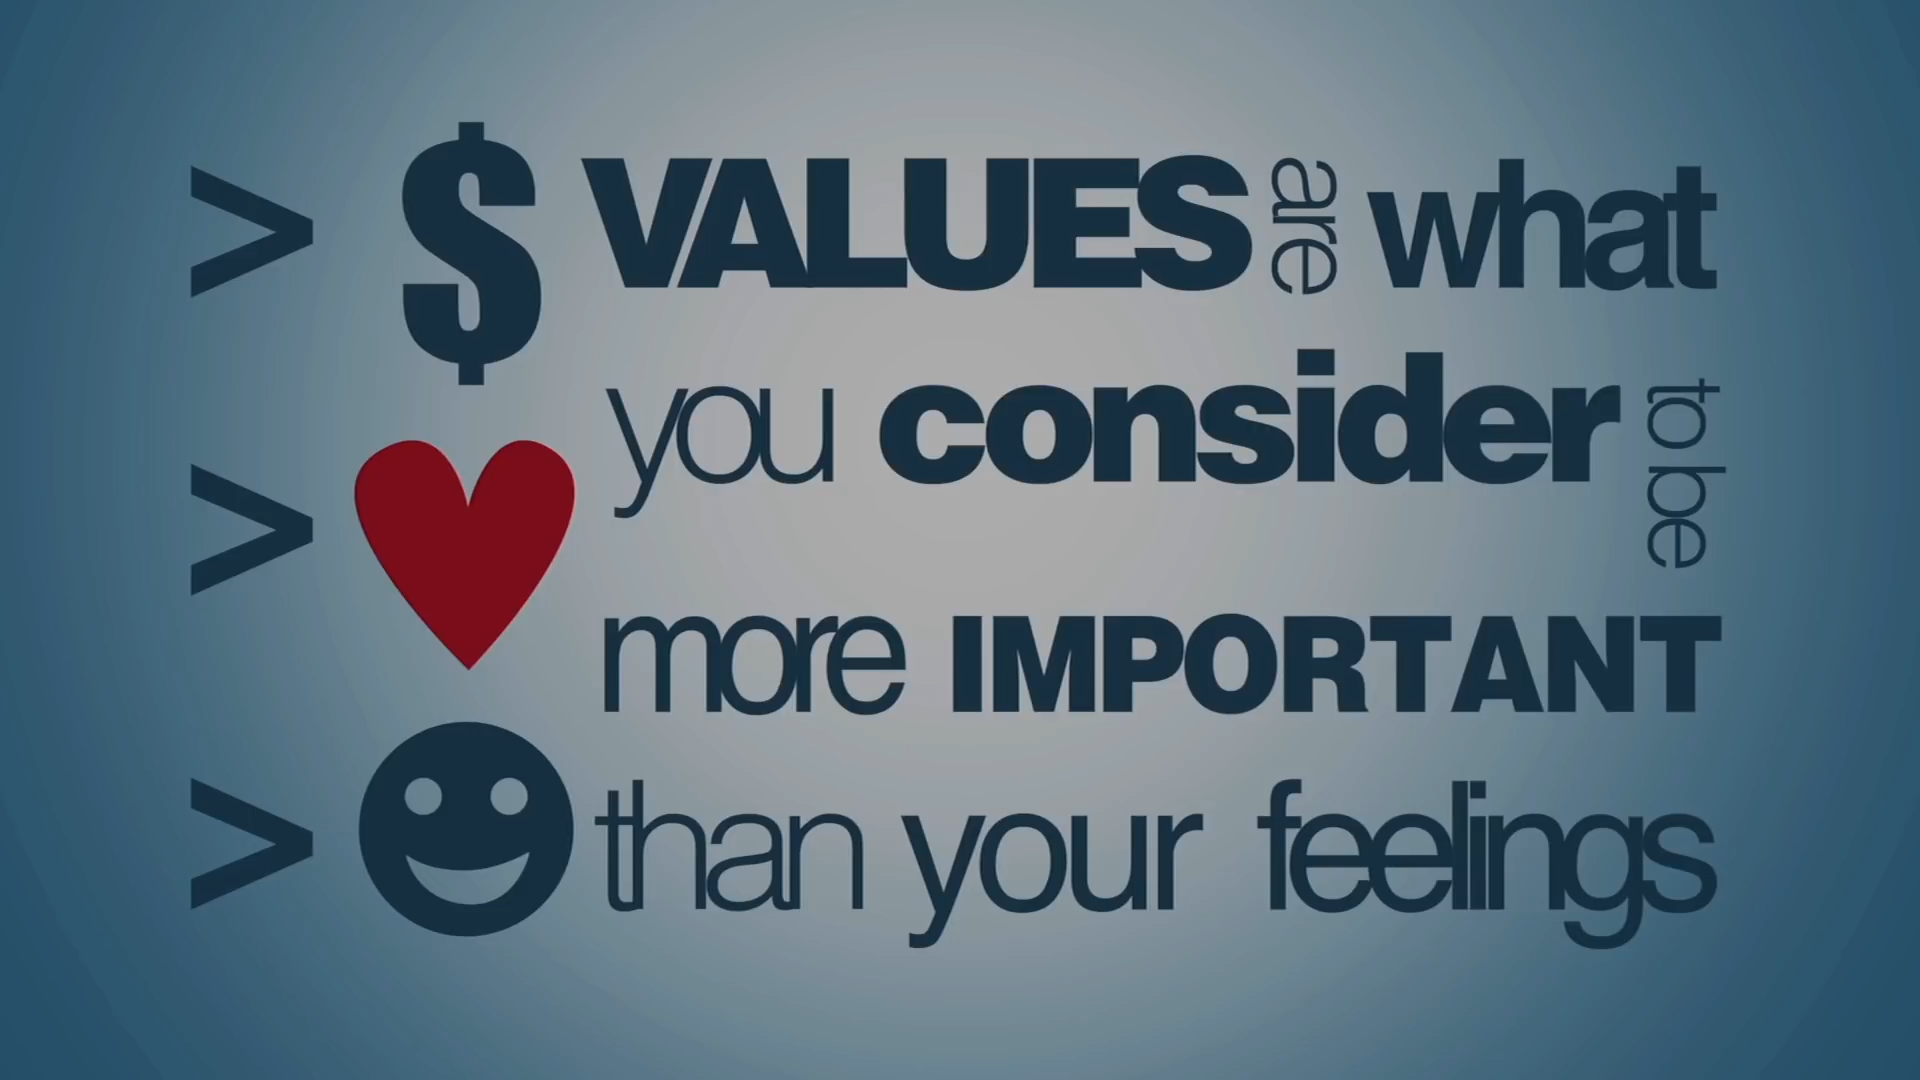 > $ VALUES are what
> you consider to be
more IMPORTANT
> than your feelings